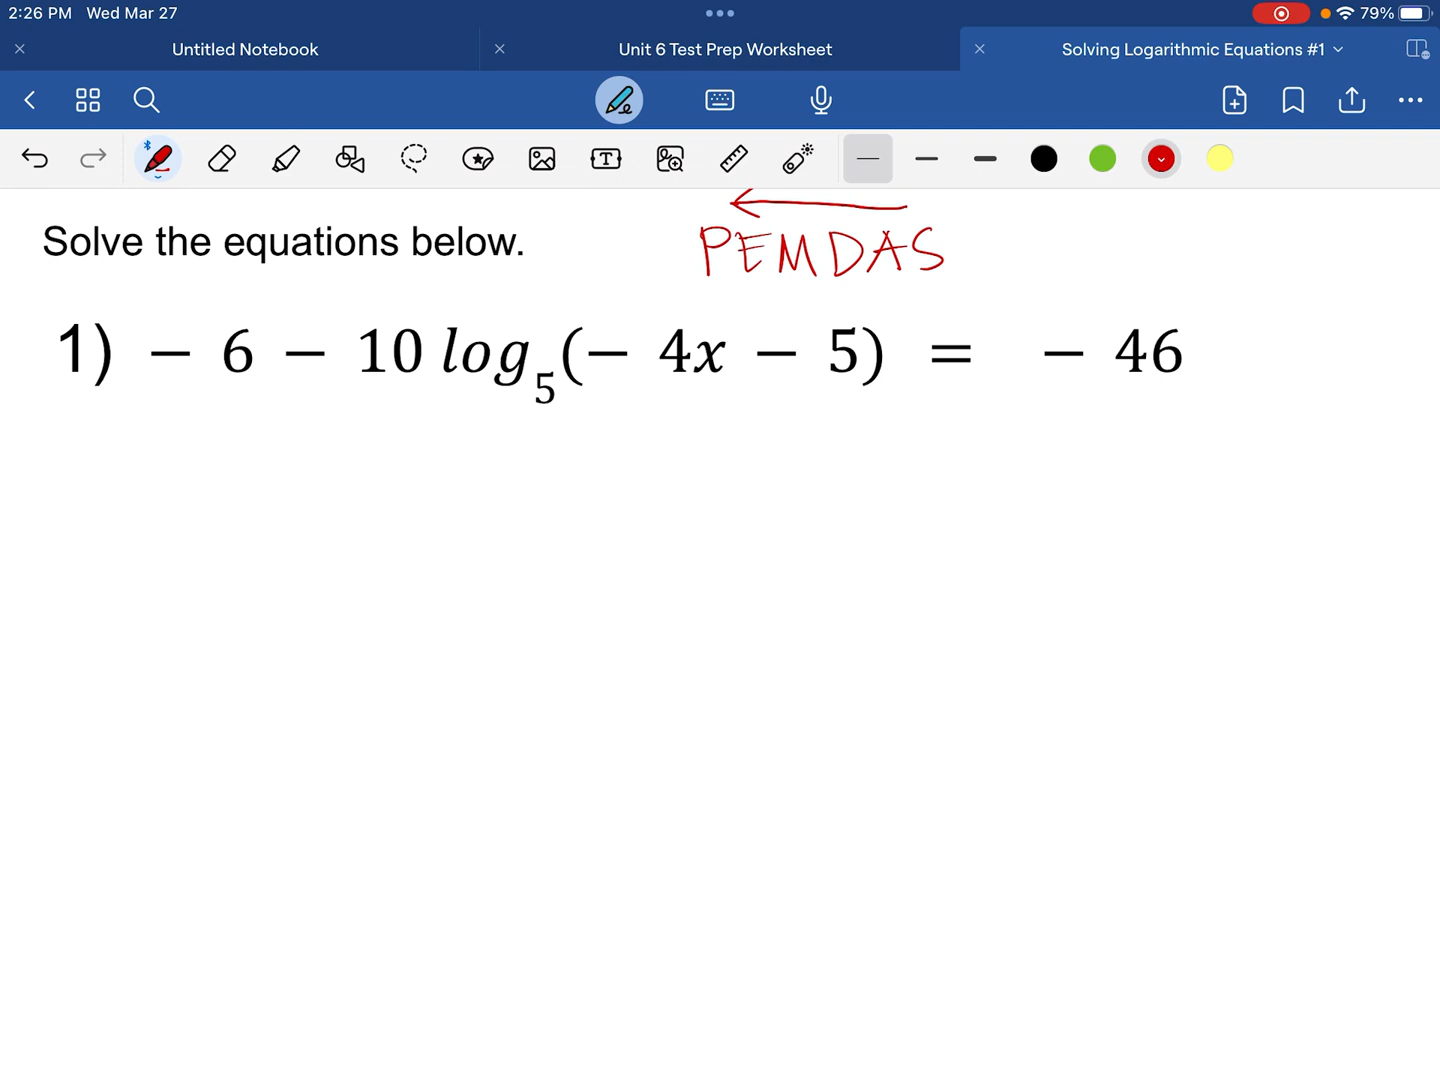 2:26 PM Wed Mar 27 79%
Untitled Notebook Unit 6 Test Prep Worksheet Solving Logarithmic Equations #1
Solve the equations below. PEMDAS
1) − 6 − 10 log₅(− 4x − 5) = − 46